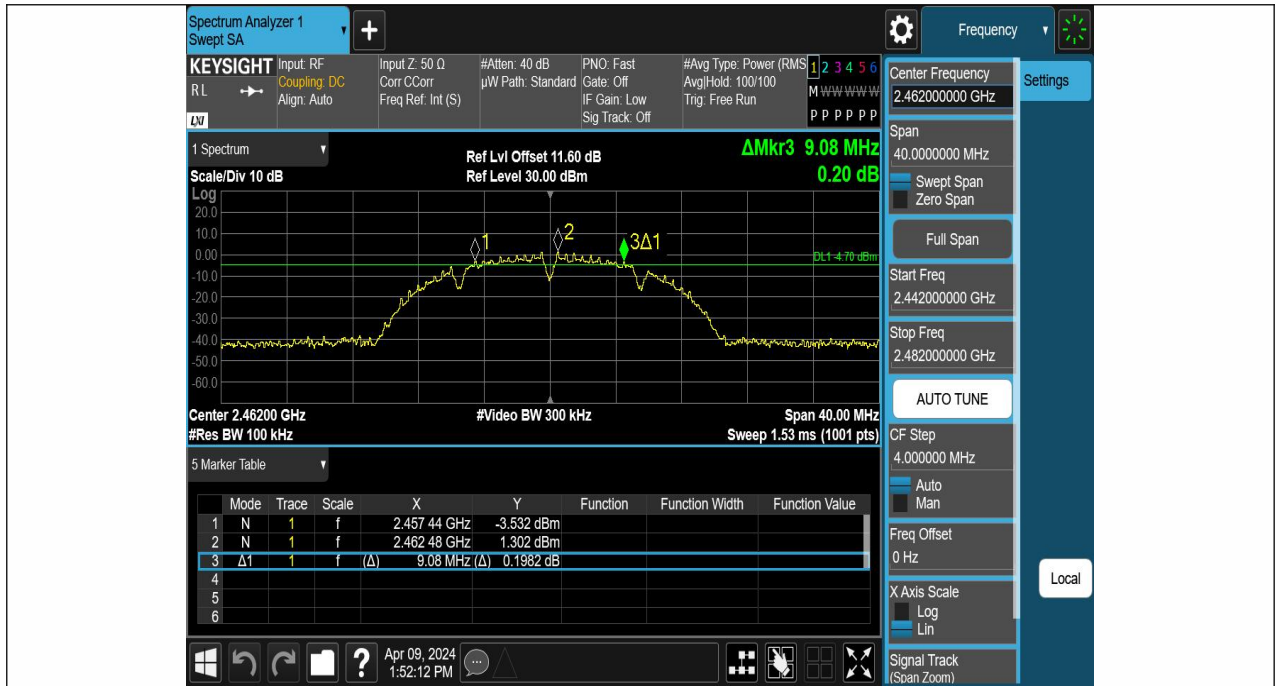 Spectrum Analyzer 1
Swept SA
+
Frequency
KEYSIGHT
RL
LXI
Input: RF
Coupling: DC
Align: Auto
Input Z: 50 Ω
Corr CCorr
Freq Ref: Int (S)
#Atten: 40 dB
µW Path: Standard
PNO: Fast
Gate: Off
IF Gain: Low
Sig Track: Off
#Avg Type: Power (RMS
Avg|Hold: 100/100
Trig: Free Run
1 2 3 4 5 6
M W W W W W
P P P P P P
1 Spectrum
Scale/Div 10 dB
Ref Lvl Offset 11.60 dB
Ref Level 30.00 dBm
ΔMkr3 9.08 MHz
0.20 dB
Log
20.0
10.0
0.00
-10.0
-20.0
-30.0
-40.0
-50.0
-60.0
1
2
3Δ1
DL1 -4.70 dBm
Center 2.46200 GHz
#Video BW 300 kHz
Span 40.00 MHz
#Res BW 100 kHz
Sweep 1.53 ms (1001 pts)
5 Marker Table
Mode Trace Scale X Y Function Function Width Function Value
1 N 1 f 2.457 44 GHz -3.532 dBm
2 N 1 f 2.462 48 GHz 1.302 dBm
3 Δ1 1 f (Δ) 9.08 MHz (Δ) 0.1982 dB
4
5
6
?
Apr 09, 2024
1:52:12 PM
Center Frequency
2.462000000 GHz
Span
40.0000000 MHz
Swept Span
Zero Span
Full Span
Start Freq
2.442000000 GHz
Stop Freq
2.482000000 GHz
AUTO TUNE
CF Step
4.000000 MHz
Auto
Man
Freq Offset
0 Hz
X Axis Scale
Log
Lin
Signal Track
(Span Zoom)
Settings
Local